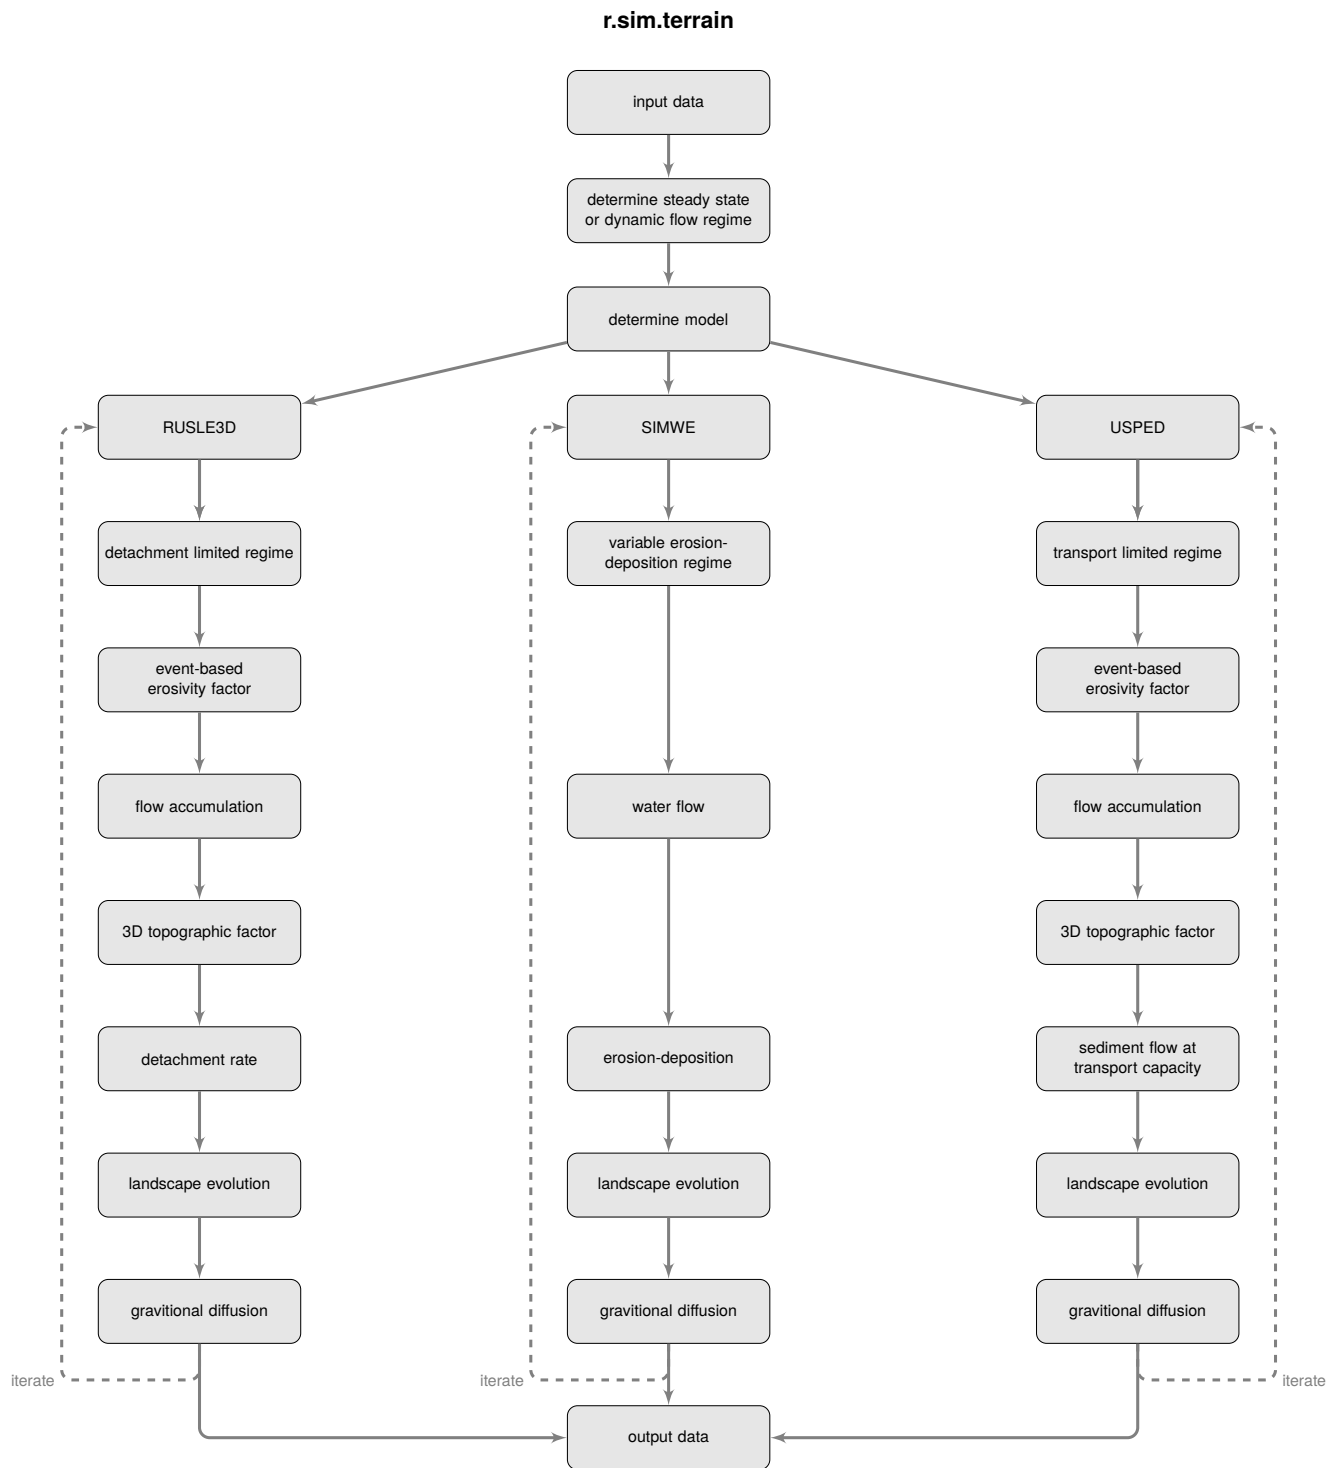 r.sim.terrain
input data
determine steady state
or dynamic flow regime
determine model
RUSLE3D
SIMWE
USPED
detachment limited regime
variable erosion-
deposition regime
transport limited regime
event-based
erosivity factor
event-based
erosivity factor
flow accumulation
water flow
flow accumulation
3D topographic factor
3D topographic factor
detachment rate
erosion-deposition
sediment flow at
transport capacity
landscape evolution
landscape evolution
landscape evolution
gravitional diffusion
gravitional diffusion
gravitional diffusion
iterate
iterate
iterate
output data